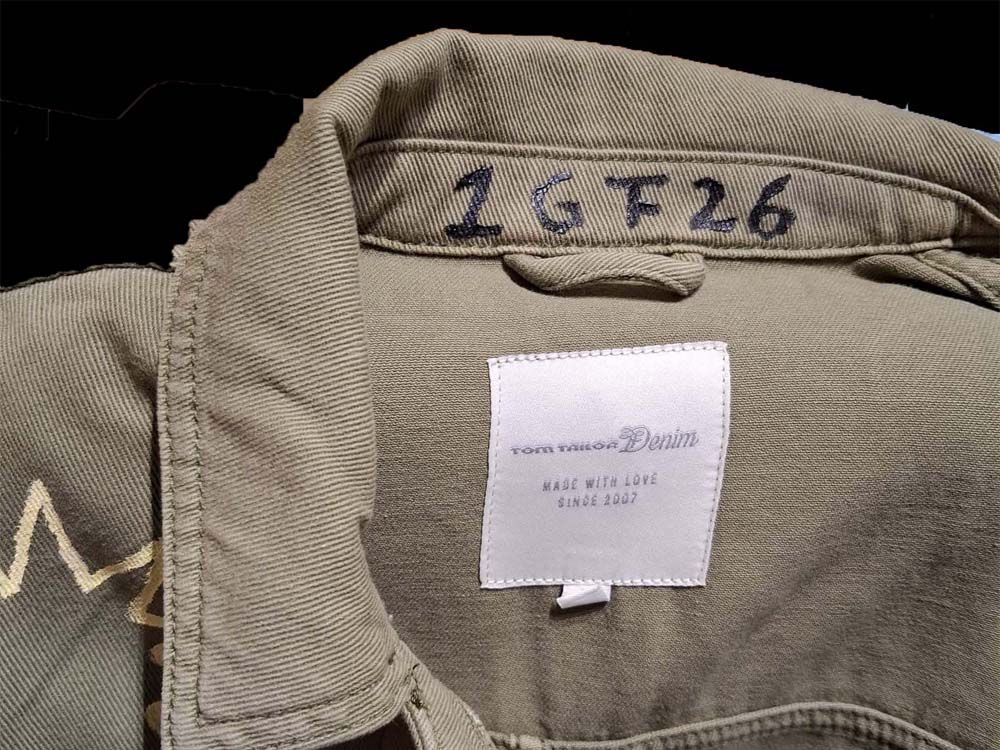 1GF26
TOM TAILOR Denim
MADE WITH LOVE
SINCE 2007